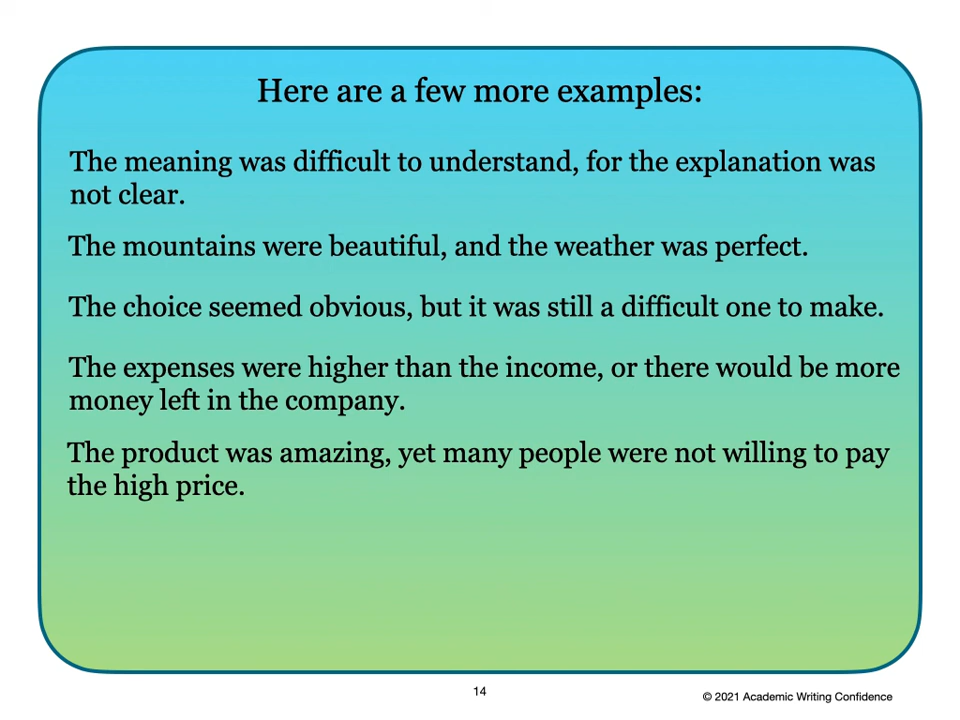 Here are a few more examples:
The meaning was difficult to understand, for the explanation was
not clear.
The mountains were beautiful, and the weather was perfect.
The choice seemed obvious, but it was still a difficult one to make.
The expenses were higher than the income, or there would be more
money left in the company.
The product was amazing, yet many people were not willing to pay
the high price.
14
© 2021 Academic Writing Confidence